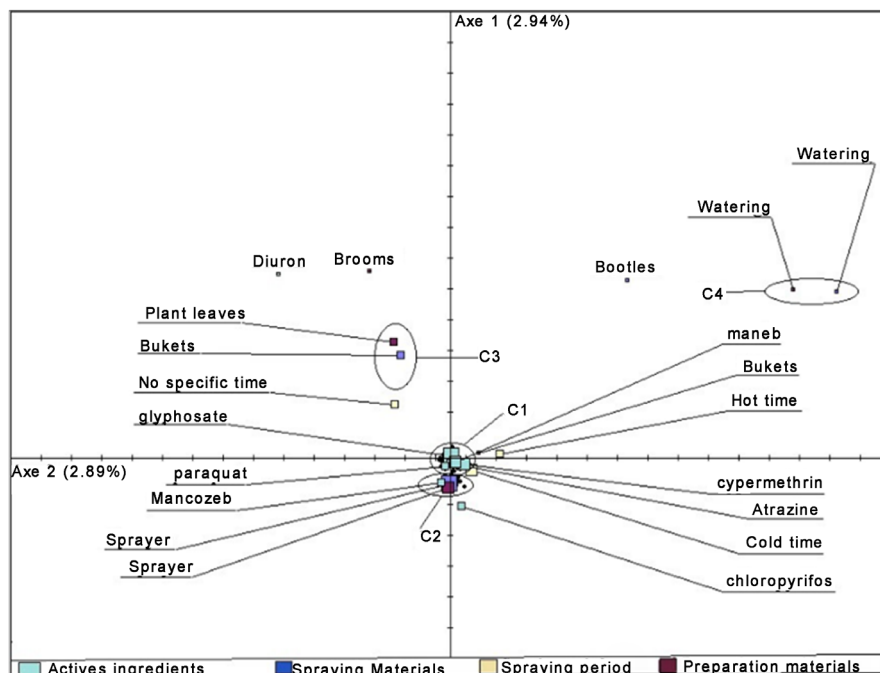 Axe 1 (2.94%)
Watering
Watering
Diuron
Brooms
Bootles
C4
Plant leaves
Bukets
C3
No specific time
glyphosate
maneb
Bukets
Hot time
C1
Axe 2 (2.89%)
paraquat
Mancozeb
Sprayer
Sprayer
C2
cypermethrin
Atrazine
Cold time
chloropyrifos
Actives ingredients Spraying Materials Spraying period Preparation materials